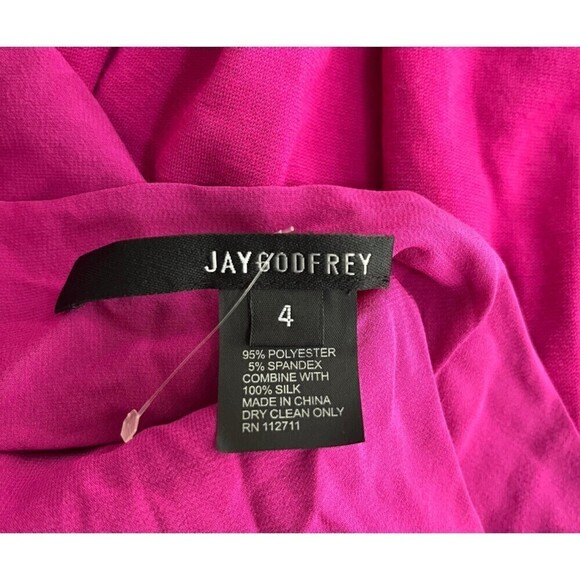 JAYGODFREY
4
95% POLYESTER
5% SPANDEX
COMBINE WITH
100% SILK
MADE IN CHINA
DRY CLEAN ONLY
RN 112711